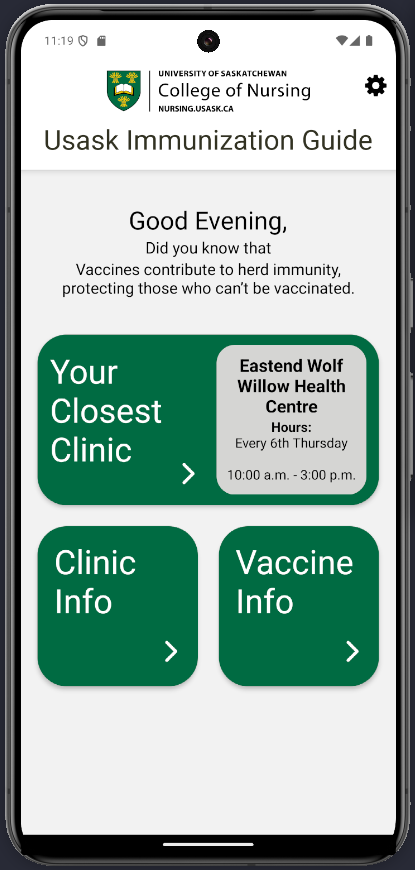 11:19
UNIVERSITY OF SASKATCHEWAN
College of Nursing
NURSING.USASK.CA
Usask Immunization Guide
Good Evening,
Did you know that
Vaccines contribute to herd immunity,
protecting those who can't be vaccinated.
Your
Closest
Clinic
Eastend Wolf
Willow Health
Centre
Hours:
Every 6th Thursday
10:00 a.m. - 3:00 p.m.
Clinic
Info
Vaccine
Info